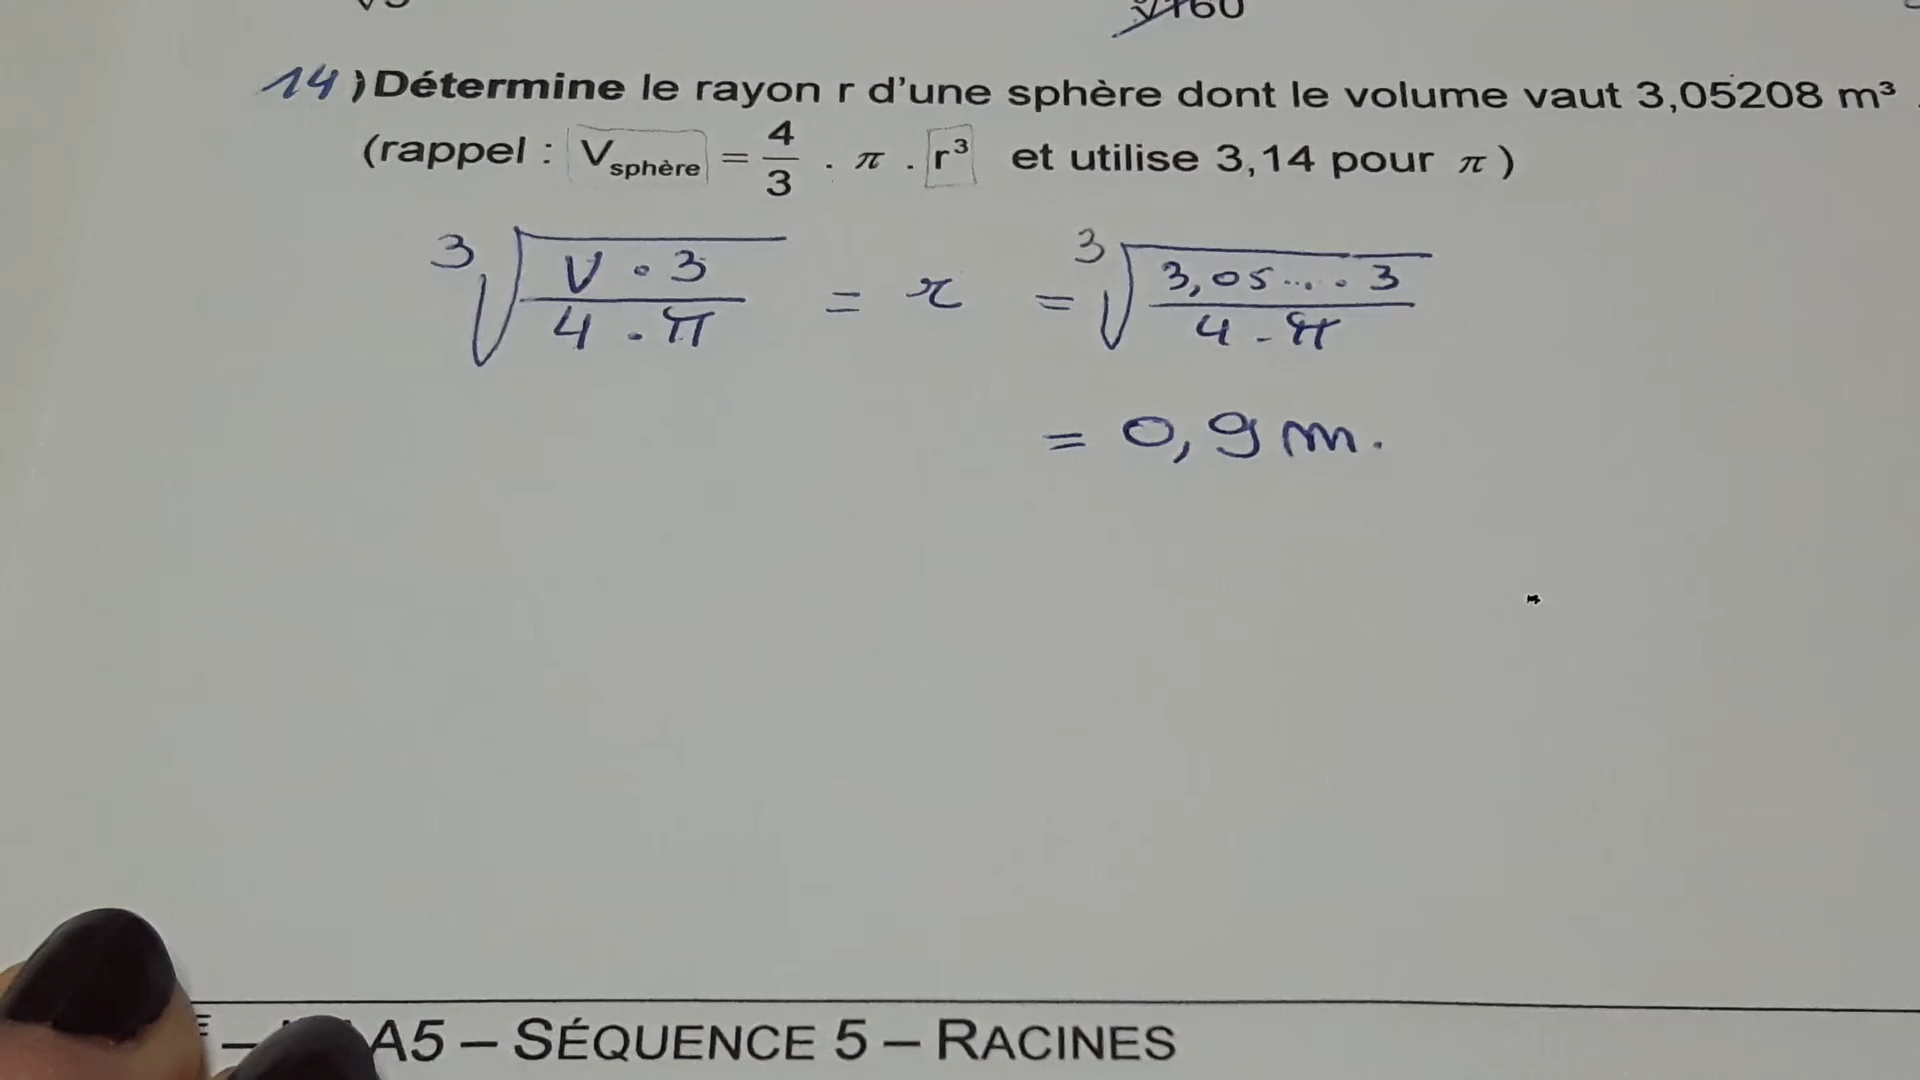 14) Détermine le rayon r d'une sphère dont le volume vaut 3,05208 m³
(rappel : Vsphère = 4/3 . π . r³ et utilise 3,14 pour π)
³√(V . 3 / 4 . π) = r = ³√(3,05... . 3 / 4 . π)
= 0,9 m.
A5 – SÉQUENCE 5 – RACINES